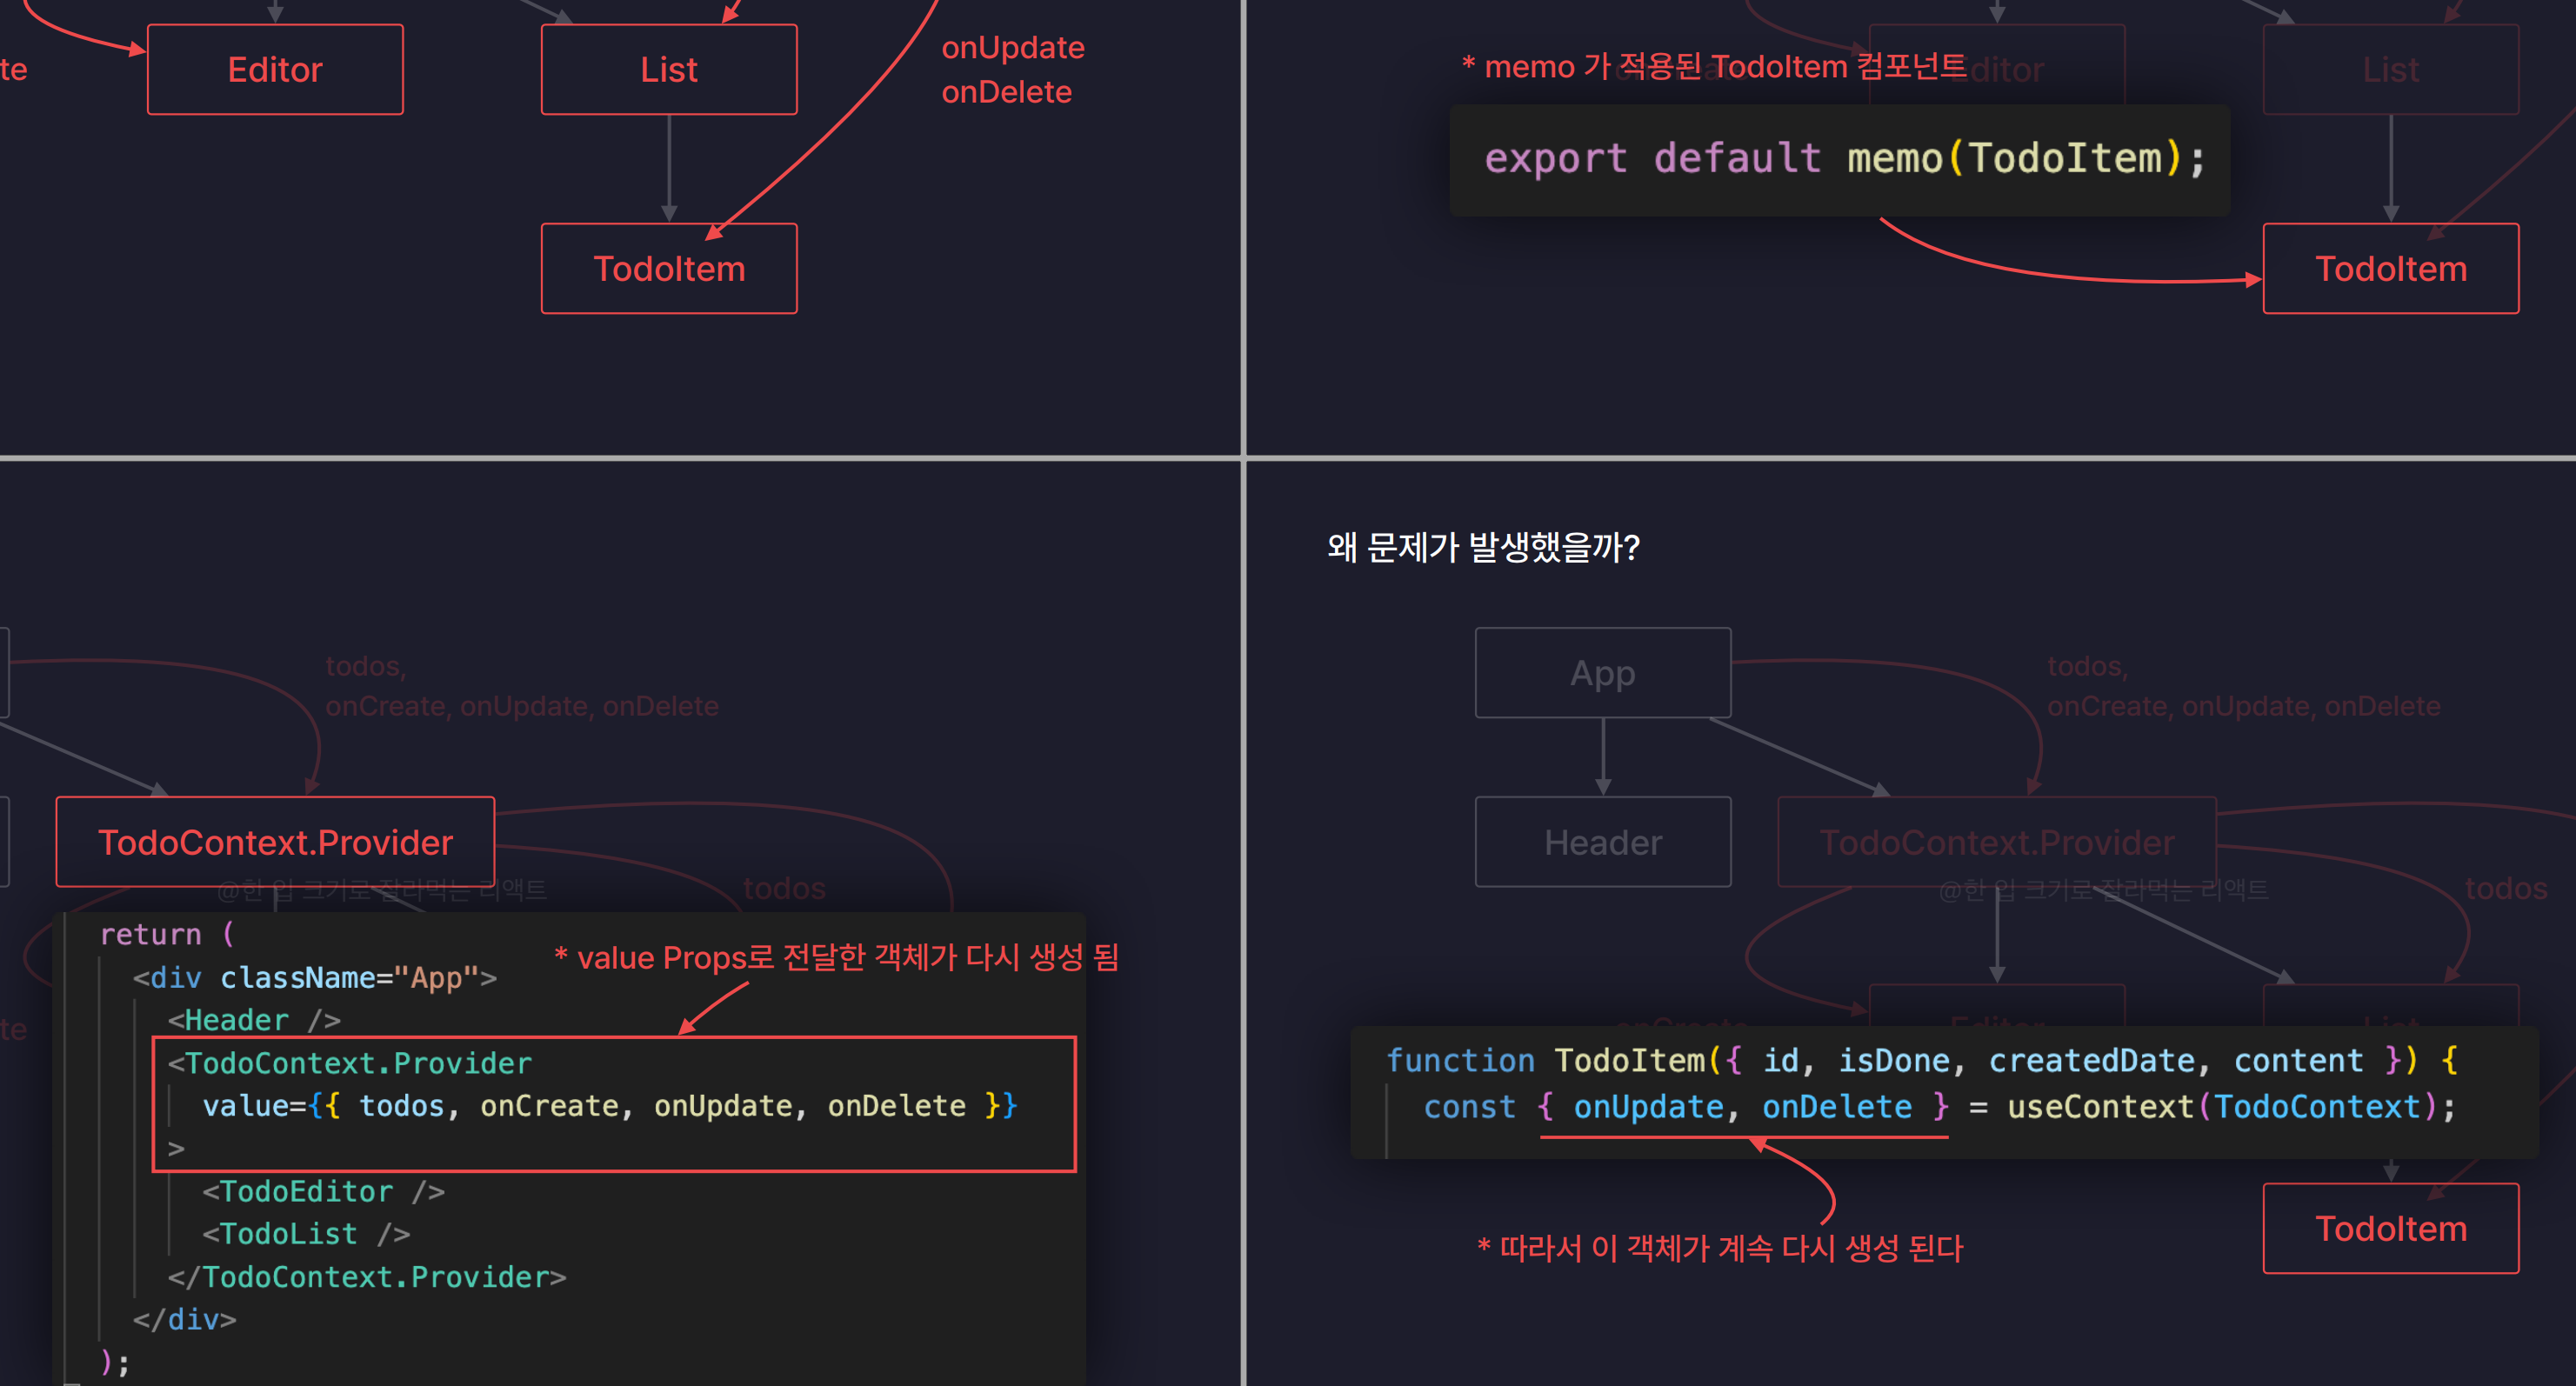 te
Editor
List
onUpdate
onDelete
TodoItem
* memo 가 적용된 TodoItem 컴포넌트
Editor
List
export default memo(TodoItem);
TodoItem
todos,
onCreate, onUpdate, onDelete
TodoContext.Provider
@한 입 크기로 잘라먹는 리액트
todos
te
* value Props로 전달한 객체가 다시 생성 됨
return (
<div className="App">
<Header />
<TodoContext.Provider
value={{ todos, onCreate, onUpdate, onDelete }}
>
<TodoEditor />
<TodoList />
</TodoContext.Provider>
</div>
);
왜 문제가 발생했을까?
App
todos,
onCreate, onUpdate, onDelete
Header
TodoContext.Provider
@한 입 크기로 잘라먹는 리액트
todos
onCreate
Editor
List
function TodoItem({ id, isDone, createdDate, content }) {
const { onUpdate, onDelete } = useContext(TodoContext);
* 따라서 이 객체가 계속 다시 생성 된다
TodoItem